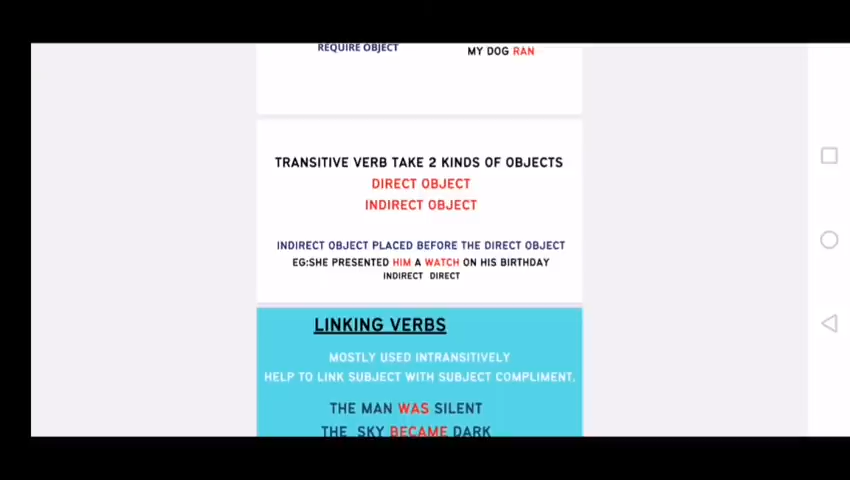 REQUIRE OBJECT
MY DOG RAN
TRANSITIVE VERB TAKE 2 KINDS OF OBJECTS
DIRECT OBJECT
INDIRECT OBJECT
INDIRECT OBJECT PLACED BEFORE THE DIRECT OBJECT
EG:SHE PRESENTED HIM A WATCH ON HIS BIRTHDAY
INDIRECT DIRECT
LINKING VERBS
MOSTLY USED INTRANSITIVELY
HELP TO LINK SUBJECT WITH SUBJECT COMPLIMENT.
THE MAN WAS SILENT
THE SKY BECAME DARK